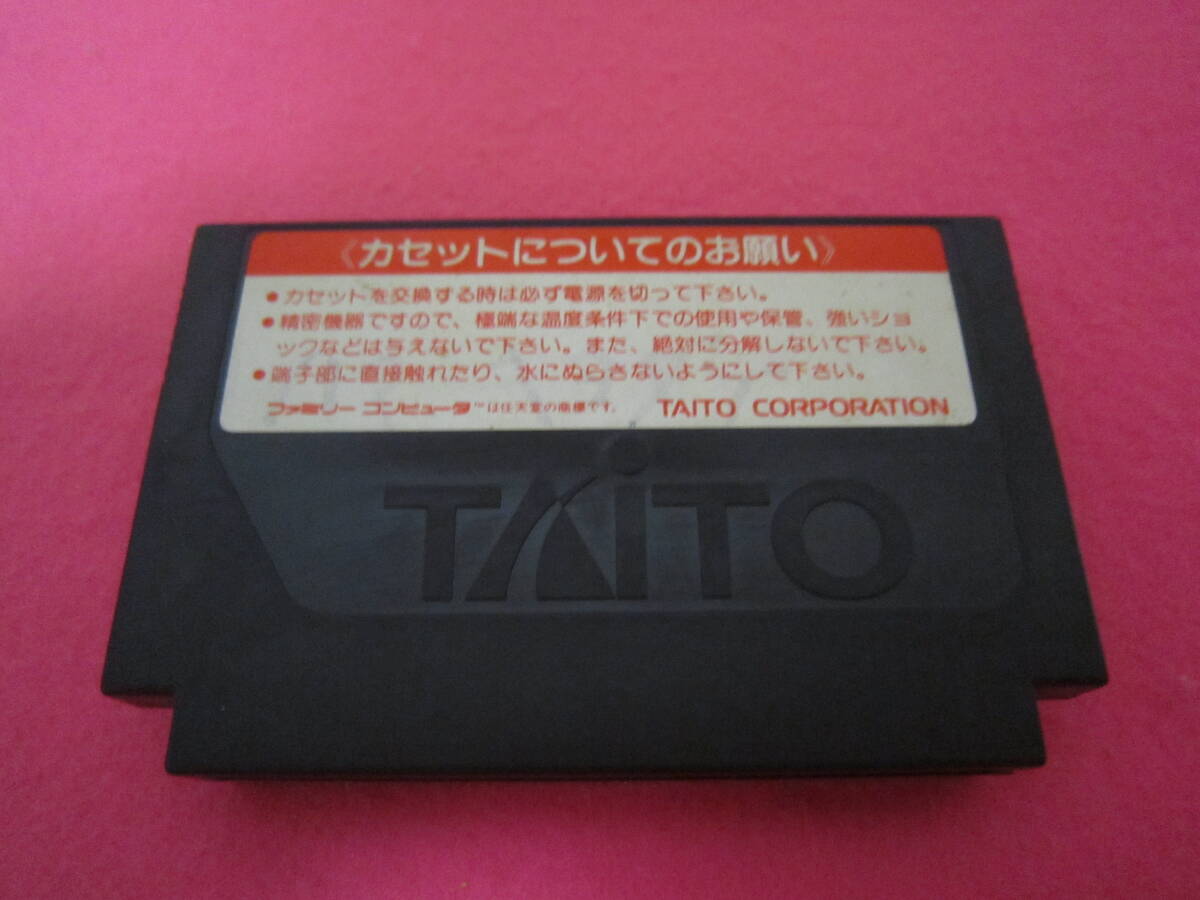 《カセットについてのお願い》
•カセットを交換する時は必ず電源を切って下さい。
•精密機器ですので、極端な温度条件下での使用や保管、強いショ
ックなどは与えないで下さい。また、絶対に分解しないで下さい。
•端子部に直接触れたり、水にぬらさないようにして下さい。
ファミリー コンピュータ™は任天堂の商標です。 TAITO CORPORATION
TAITO